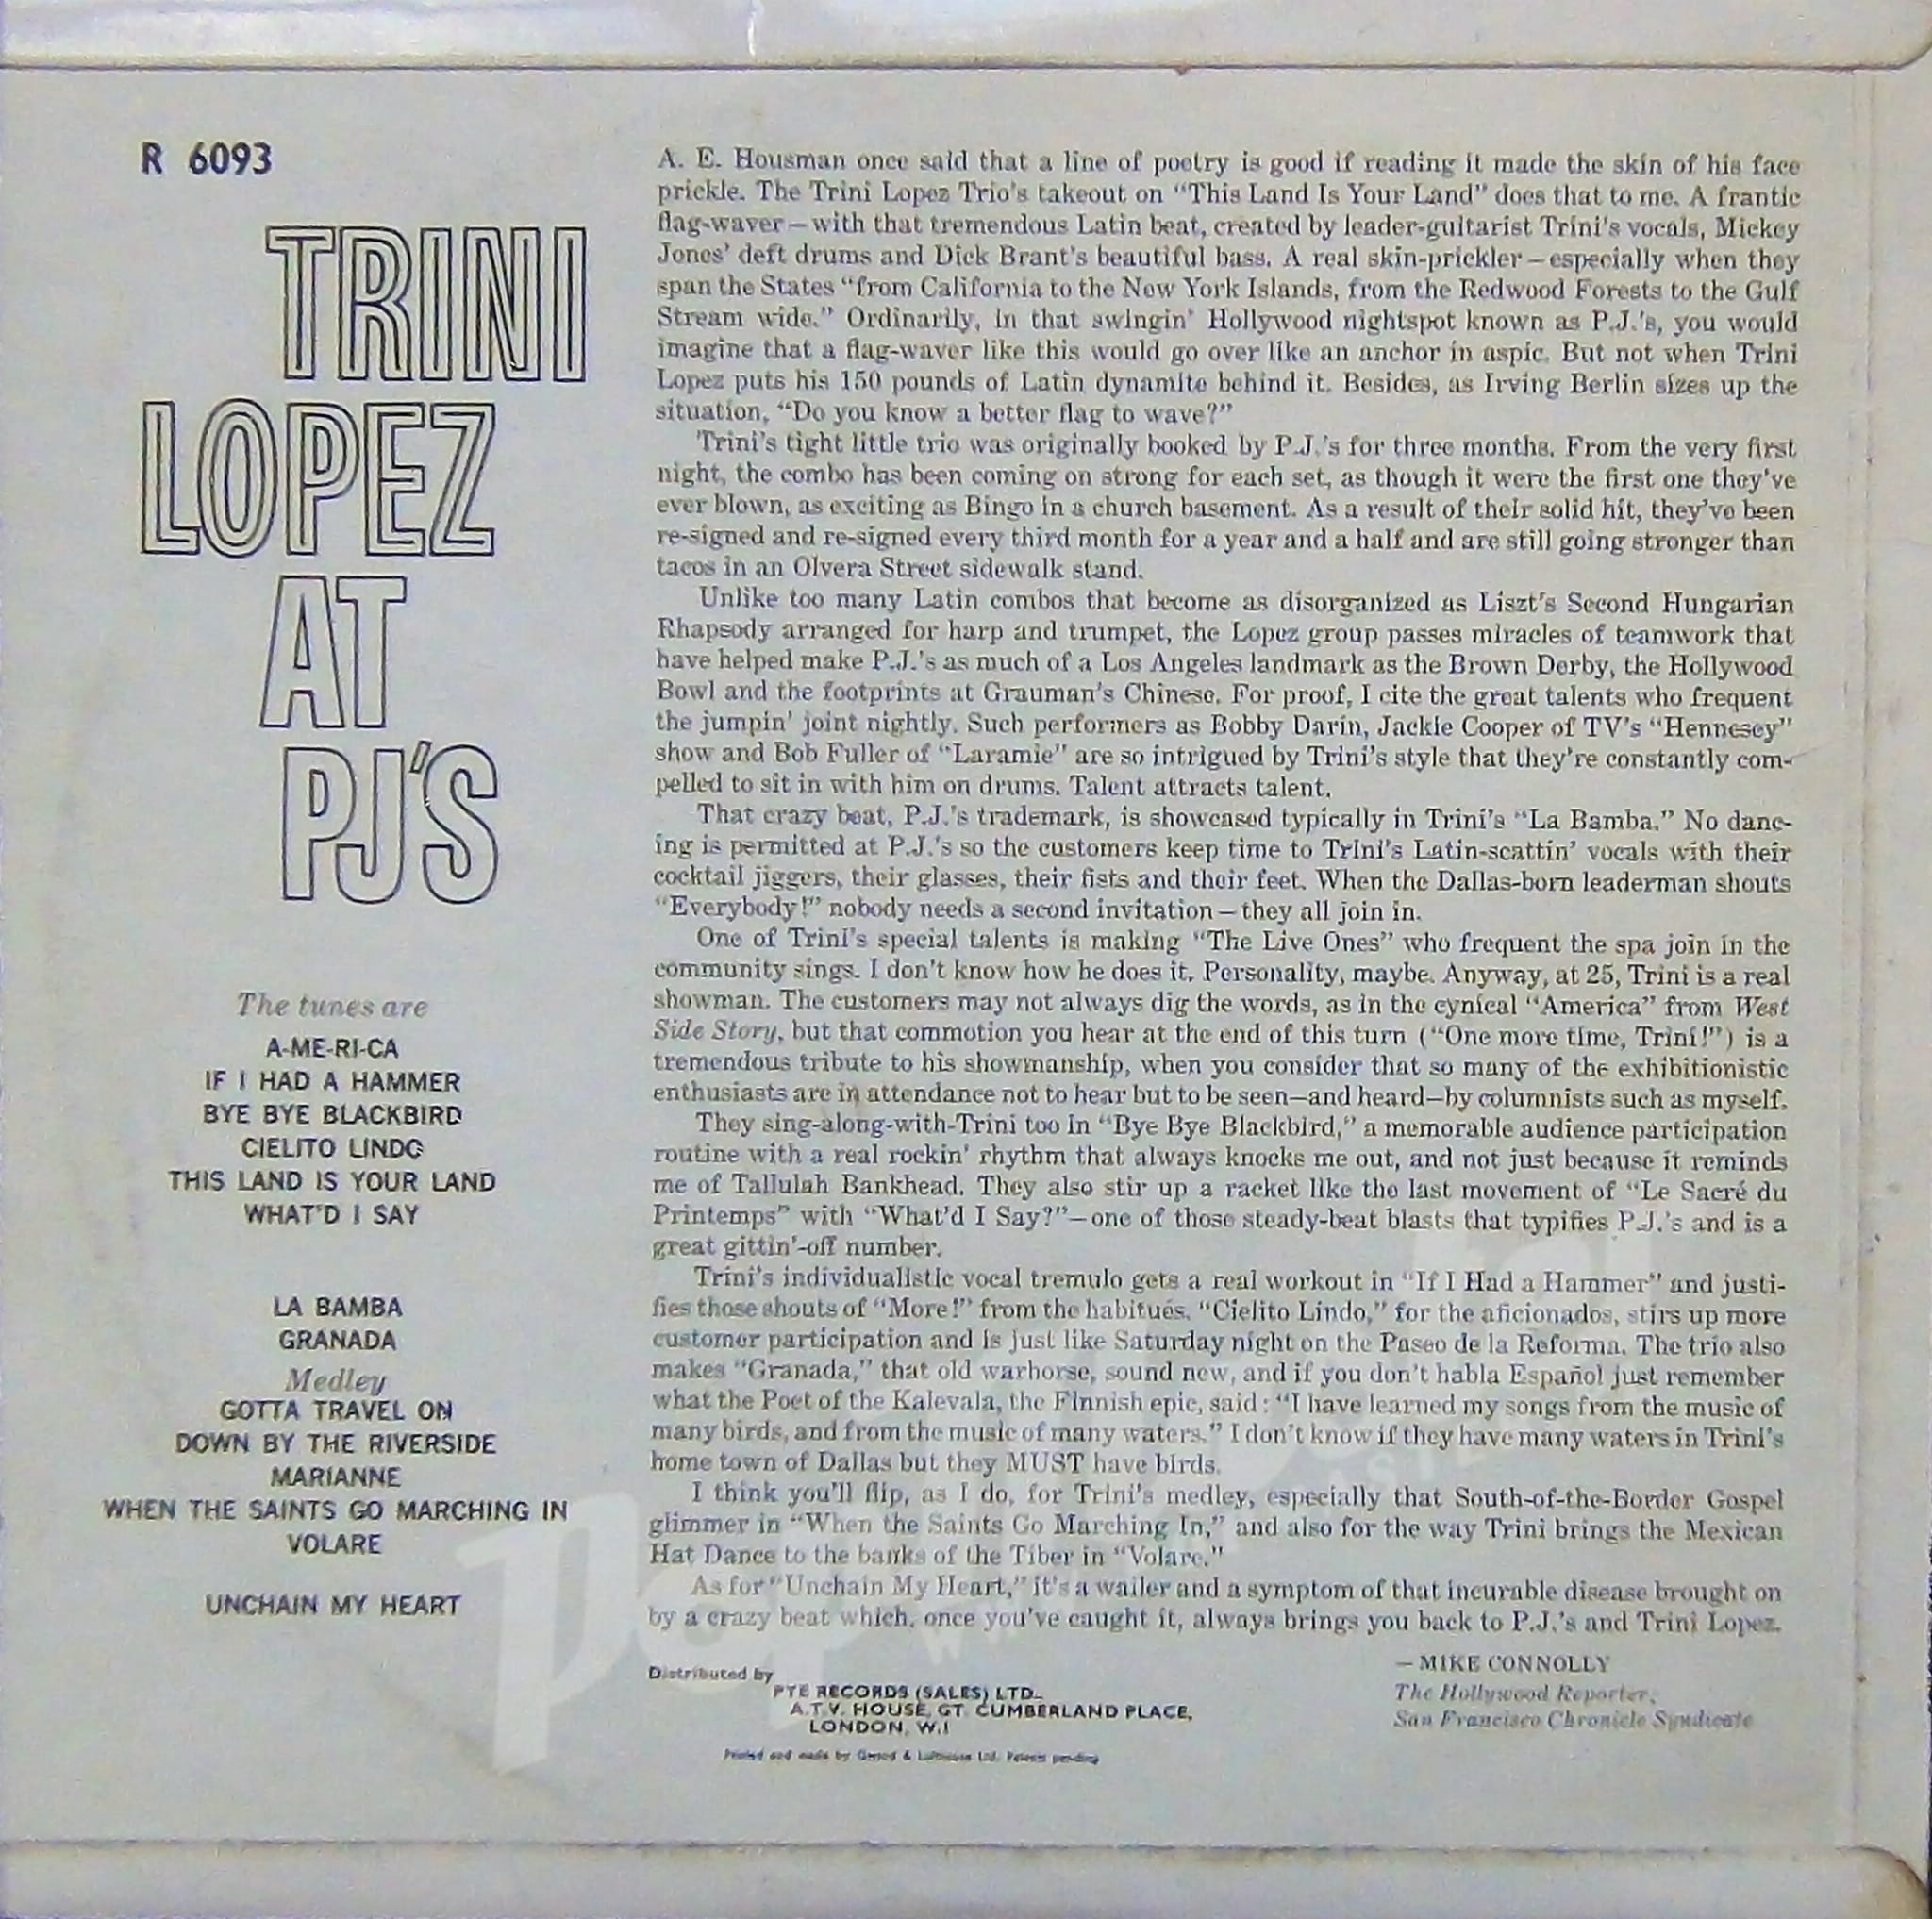 R 6093
TRINI
LOPEZ
AT
PJ'S
The tunes are
A-ME-RI-CA
IF I HAD A HAMMER
BYE BYE BLACKBIRD
CIELITO LINDO
THIS LAND IS YOUR LAND
WHAT'D I SAY
LA BAMBA
GRANADA
Medley
GOTTA TRAVEL ON
DOWN BY THE RIVERSIDE
MARIANNE
WHEN THE SAINTS GO MARCHING IN
VOLARE
UNCHAIN MY HEART
A. E. Housman once said that a line of poetry is good if reading it made the skin of his face
prickle. The Trini Lopez Trio's takeout on "This Land Is Your Land" does that to me. A frantic
flag-waver—with that tremendous Latin beat, created by leader-guitarist Trini's vocals, Mickey
Jones' deft drums and Dick Brant's beautiful bass. A real skin-prickler—especially when they
span the States "from California to the New York Islands, from the Redwood Forests to the Gulf
Stream wide." Ordinarily, in that swingin' Hollywood nightspot known as P.J.'s, you would
imagine that a flag-waver like this would go over like an anchor in aspic. But not when Trini
Lopez puts his 150 pounds of Latin dynamite behind it. Besides, as Irving Berlin sizes up the
situation, "Do you know a better flag to wave?"
Trini's tight little trio was originally booked by P.J.'s for three months. From the very first
night, the combo has been coming on strong for each set, as though it were the first one they've
ever blown, as exciting as Bingo in a church basement. As a result of their solid hit, they've been
re-signed and re-signed every third month for a year and a half and are still going stronger than
tacos in an Olvera Street sidewalk stand.
Unlike too many Latin combos that become as disorganized as Liszt's Second Hungarian
Rhapsody arranged for harp and trumpet, the Lopez group passes miracles of teamwork that
have helped make P.J.'s as much of a Los Angeles landmark as the Brown Derby, the Hollywood
Bowl and the footprints at Grauman's Chinese. For proof, I cite the great talents who frequent
the jumpin' joint nightly. Such performers as Bobby Darin, Jackie Cooper of TV's "Hennesey"
show and Bob Fuller of "Laramie" are so intrigued by Trini's style that they're constantly com-
pelled to sit in with him on drums. Talent attracts talent.
That crazy beat, P.J.'s trademark, is showcased typically in Trini's "La Bamba." No danc-
ing is permitted at P.J.'s so the customers keep time to Trini's Latin-scattin' vocals with their
cocktail jiggers, their glasses, their fists and their feet. When the Dallas-born leaderman shouts
"Everybody!" nobody needs a second invitation—they all join in.
One of Trini's special talents is making "The Live Ones" who frequent the spa join in the
community sings. I don't know how he does it. Personality, maybe. Anyway, at 25, Trini is a real
showman. The customers may not always dig the words, as in the cynical "America" from West
Side Story, but that commotion you hear at the end of this turn ("One more time, Trini!") is a
tremendous tribute to his showmanship, when you consider that so many of the exhibitionistic
enthusiasts are in attendance not to hear but to be seen—and heard—by columnists such as myself.
They sing-along-with-Trini too in "Bye Bye Blackbird," a memorable audience participation
routine with a real rockin' rhythm that always knocks me out, and not just because it reminds
me of Tallulah Bankhead. They also stir up a racket like the last movement of "Le Sacré du
Printemps" with "What'd I Say?"—one of those steady-beat blasts that typifies P.J.'s and is a
great gittin'-off number.
Trini's individualistic vocal tremulo gets a real workout in "If I Had a Hammer" and justi-
fies those shouts of "More!" from the habitués. "Cielito Lindo," for the aficionados, stirs up more
customer participation and is just like Saturday night on the Paseo de la Reforma. The trio also
makes "Granada," that old warhorse, sound new, and if you don't habla Español just remember
what the Poet of the Kalevala, the Finnish epic, said: "I have learned my songs from the music of
many birds, and from the music of many waters." I don't know if they have many waters in Trini's
home town of Dallas but they MUST have birds.
I think you'll flip, as I do, for Trini's medley, especially that South-of-the-Border Gospel
glimmer in "When the Saints Go Marching In," and also for the way Trini brings the Mexican
Hat Dance to the banks of the Tiber in "Volare."
As for "Unchain My Heart," it's a wailer and a symptom of that incurable disease brought on
by a crazy beat which, once you've caught it, always brings you back to P.J.'s and Trini Lopez.
—MIKE CONNOLLY
The Hollywood Reporter,
San Francisco Chronicle Syndicate
Distributed by
PYE RECORDS (SALES) LTD.
A.T.V. HOUSE, GT. CUMBERLAND PLACE,
LONDON, W.1
Printed and made by Garrod & Lofthouse Ltd. Patents pending